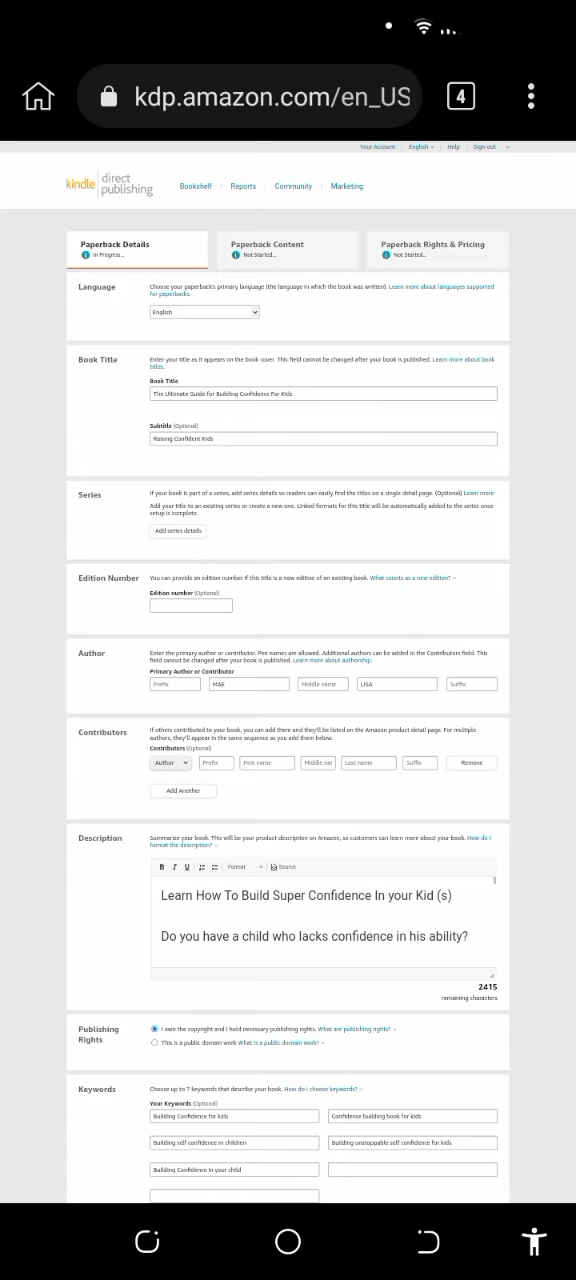 kdp.amazon.com/en_US
4
Your Account English Help Sign out
kindle direct publishing
Bookshelf Reports Community Marketing
Paperback Details
In Progress...
Paperback Content
Not Started...
Paperback Rights & Pricing
Not Started...
Language
Choose your paperback's primary language (the language in which the book was written). Learn more about languages supported
for paperbacks.
English
Book Title
Enter your title as it appears on the book cover. This field cannot be changed after your book is published. Learn more about book
titles.
Book Title
The Ultimate Guide for Building Confidence For Kids
Subtitle (Optional)
Raising Confident Kids
Series
If your book is part of a series, add series details so readers can easily find the titles on a single detail page. (Optional) Learn more
Add your title to an existing series or create a new one. Linked formats for this title will be automatically added to the series once
setup is complete.
Add series details
Edition Number
You can provide an edition number if this title is a new edition of an existing book. What counts as a new edition?
Edition number (Optional)
Author
Enter the primary author or contributor. Pen names are allowed. Additional authors can be added in the Contributors field. This
field cannot be changed after your book is published. Learn more about authorship.
Primary Author or Contributor
Prefix MAE Middle name LISA Suffix
Contributors
If others contributed to your book, you can add them and they'll be listed on the Amazon product detail page. For multiple
authors, they'll appear in the same sequence as you add them below.
Contributors (Optional)
Author Prefix First name Middle nar Last name Suffix Remove
Add Another
Description
Summarize your book. This will be your product description on Amazon, so customers can learn more about your book. How do I
format the description?
B I U Format Source
Learn How To Build Super Confidence In your Kid (s)
Do you have a child who lacks confidence in his ability?
2415
remaining characters
Publishing
Rights
I own the copyright and I hold necessary publishing rights. What are publishing rights?
This is a public domain work What is a public domain work?
Keywords
Choose up to 7 keywords that describe your book. How do I choose keywords?
Your Keywords (Optional)
Building Confidence for kids
Confidence building book for kids
Building self confidence in children
Building unstoppable self confidence for kids
Building Confidence in your child